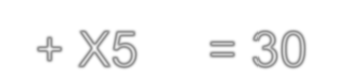 + X5 = 30